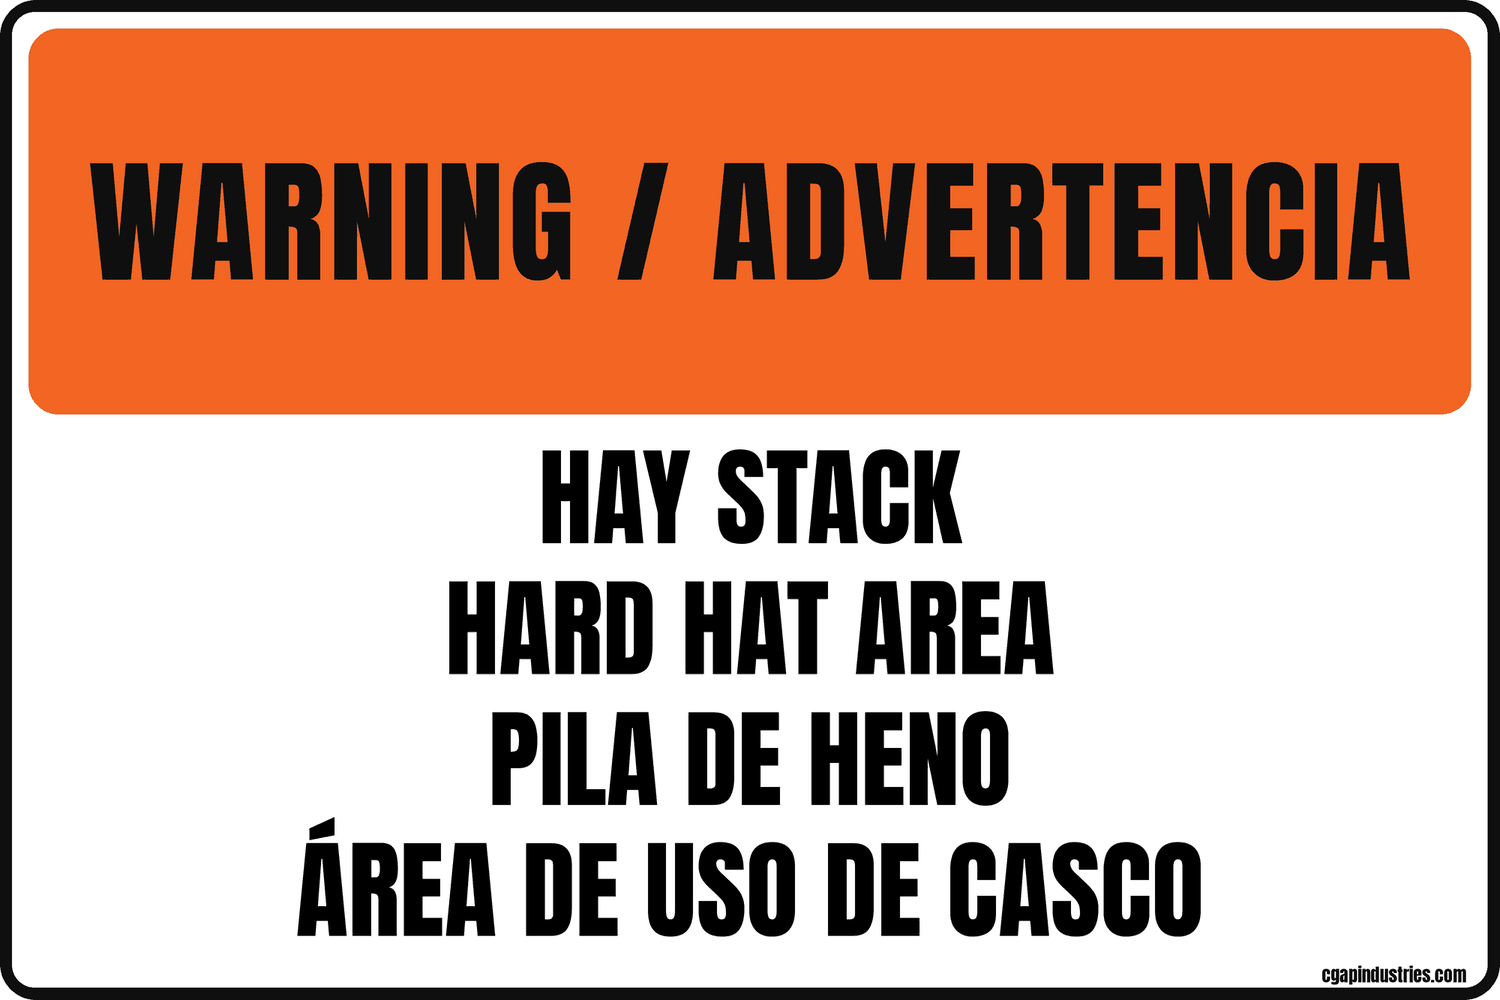 WARNING / ADVERTENCIA
HAY STACK
HARD HAT AREA
PILA DE HENO
ÁREA DE USO DE CASCO
cgapindustries.com